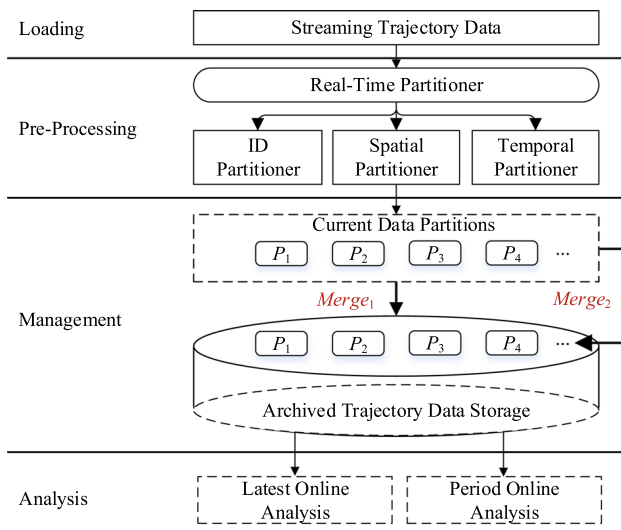 Loading
Streaming Trajectory Data
Real-Time Partitioner
Pre-Processing
ID
Partitioner
Spatial
Partitioner
Temporal
Partitioner
Current Data Partitions
P1 P2 P3 P4 ...
Merge1 Merge2
Management
P1 P2 P3 P4 ...
Archived Trajectory Data Storage
Analysis
Latest Online
Analysis
Period Online
Analysis